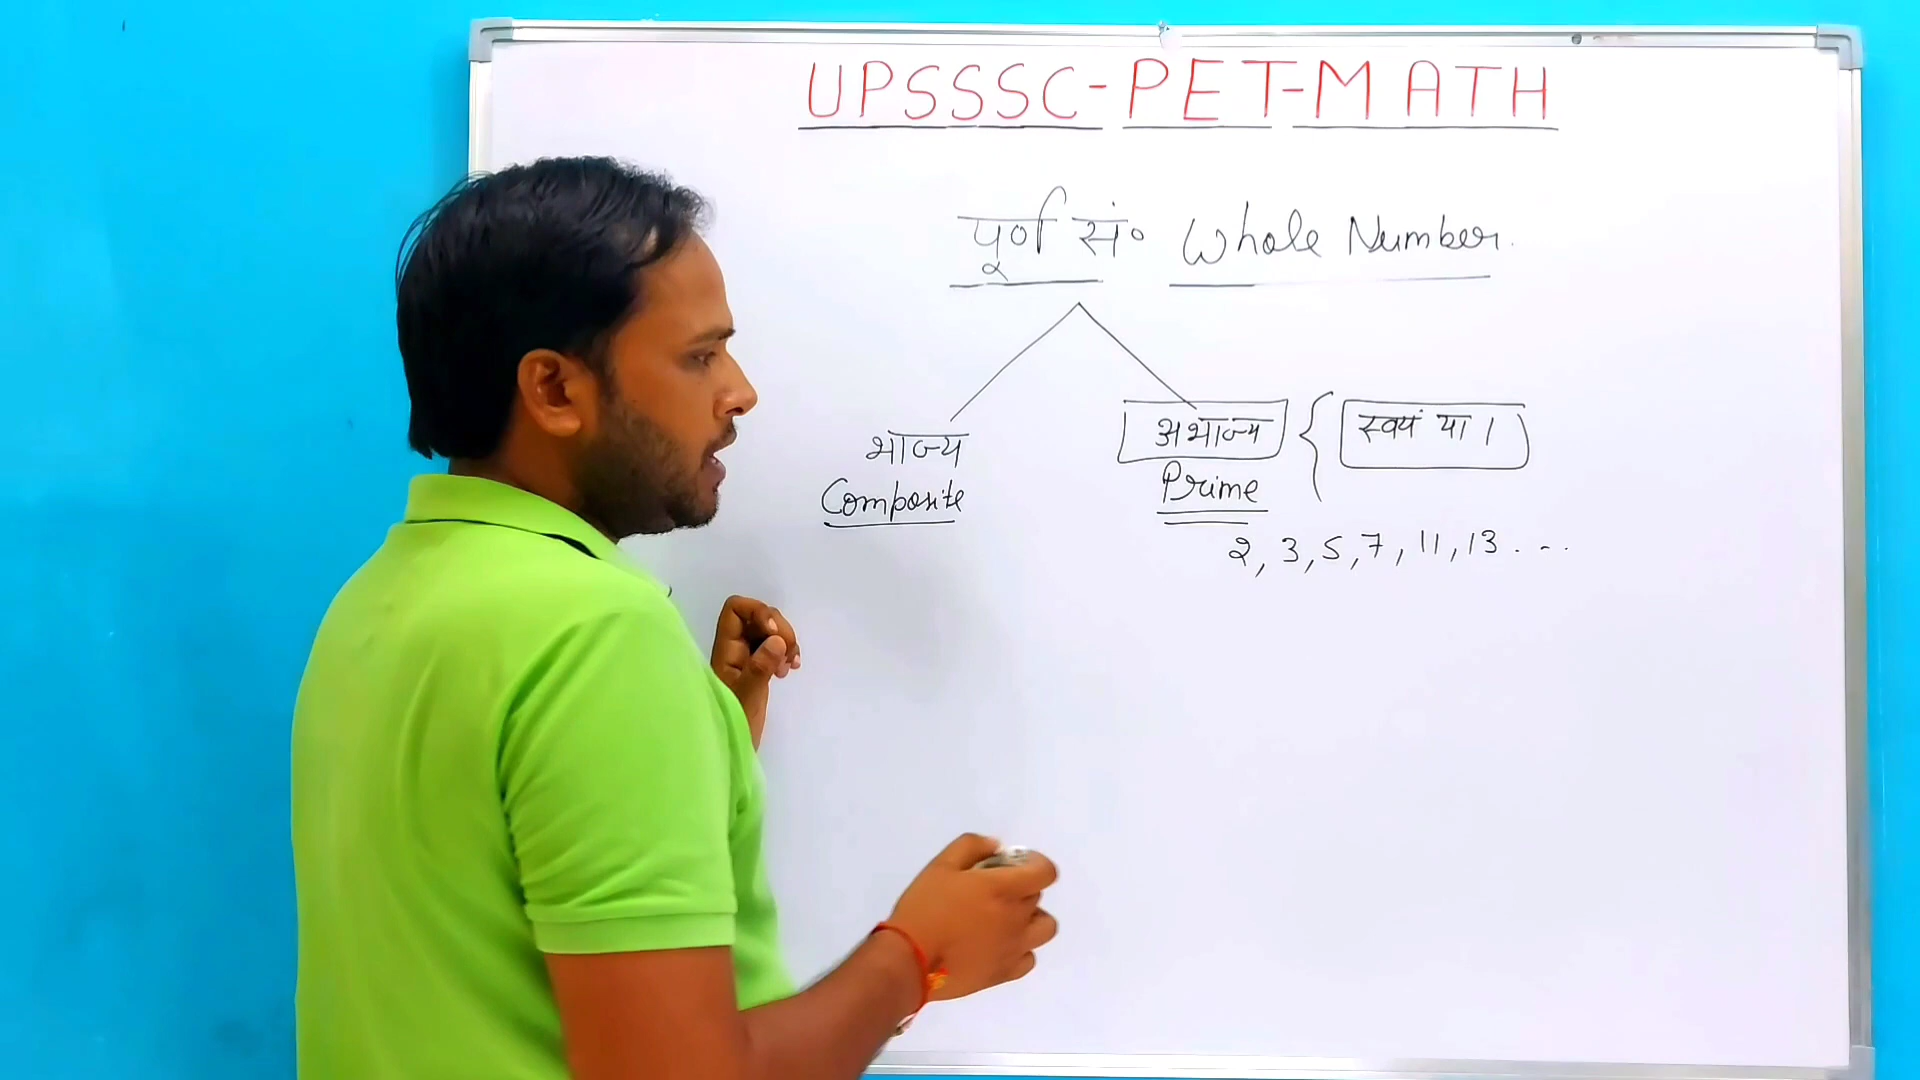 UPSSSC-PET-MATH
पूर्ण सं० Whole Number.
भाज्य
Composite
अभाज्य { स्वयं या 1
Prime
2, 3, 5, 7, 11, 13 . - --